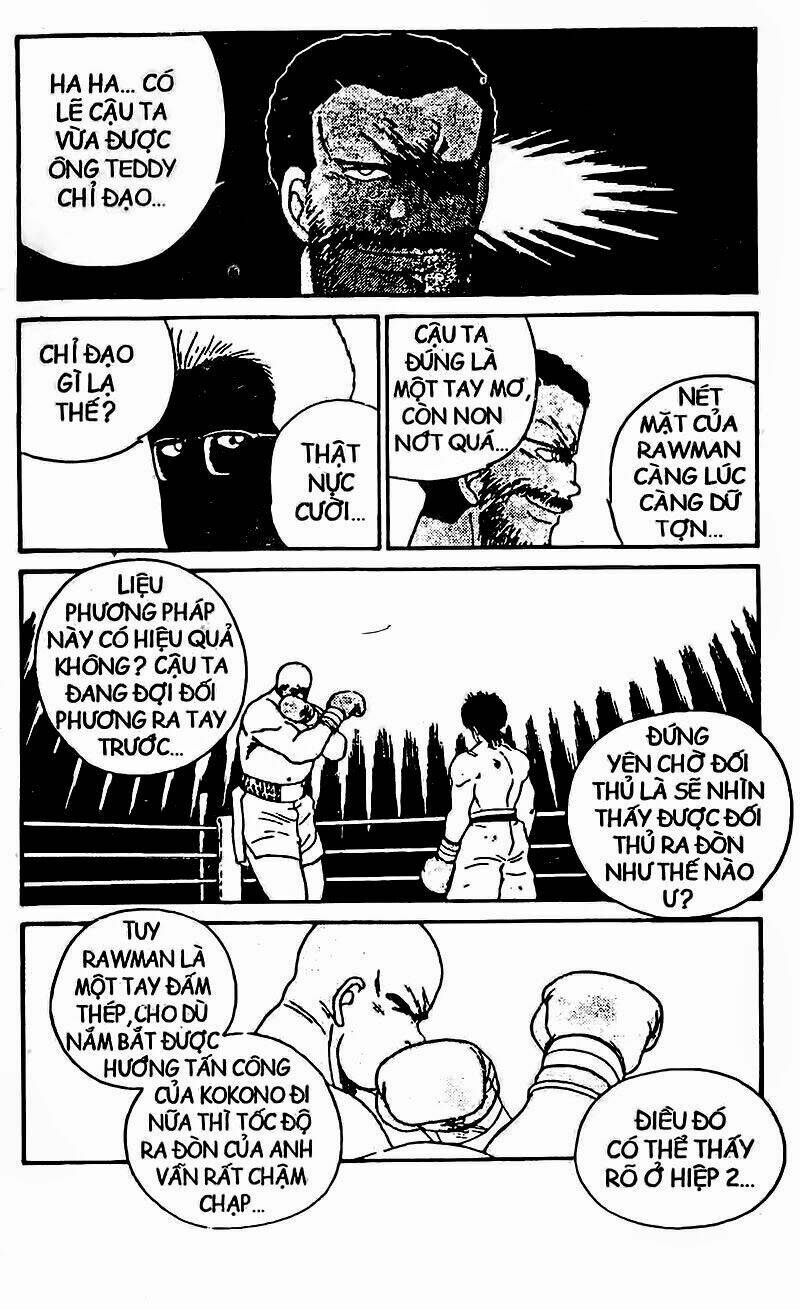 HA HA... CÓ
LẼ CẬU TA
VỪA ĐƯỢC
ÔNG TEDDY
CHỈ ĐẠO...
CHỈ ĐẠO
GÌ LẠ
THẾ?
THẬT
NỰC
CƯỜI...
CẬU TA
ĐÚNG LÀ
MỘT TAY MƠ,
CÒN NON
NỚT QUÁ...
NÉT
MẶT CỦA
RAWMAN
CÀNG LÚC
CÀNG DỮ
TỢN...
LIỆU
PHƯƠNG PHÁP
NÀY CÓ HIỆU QUẢ
KHÔNG? CẬU TA
ĐANG ĐỢI ĐỐI
PHƯƠNG RA TAY
TRƯỚC...
ĐỨNG
YÊN CHỜ ĐỐI
THỦ LÀ SẼ NHÌN
THẤY ĐƯỢC ĐỐI
THỦ RA ĐÒN
NHƯ THẾ NÀO
Ư?
TUY
RAWMAN LÀ
MỘT TAY ĐẤM
THÉP, CHO DÙ
NẮM BẮT ĐƯỢC
HƯỚNG TẤN CÔNG
CỦA KOKONO ĐI
NỮA THÌ TỐC ĐỘ
RA ĐÒN CỦA ANH
VẪN RẤT CHẬM
CHẠP...
ĐIỀU ĐÓ
CÓ THỂ THẤY
RÕ Ở HIỆP 2...